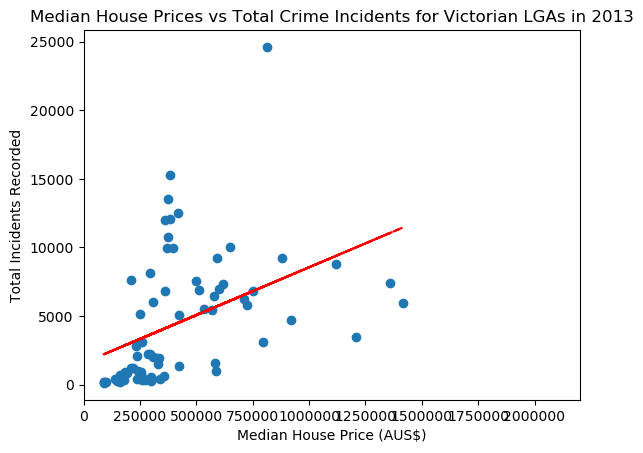 Median House Prices vs Total Crime Incidents for Victorian LGAs in 2013
25000
20000
15000
10000
5000
0
Total Incidents Recorded
0 250000 500000 750000 1000000 1250000 1500000 1750000 2000000
Median House Price (AUS$)